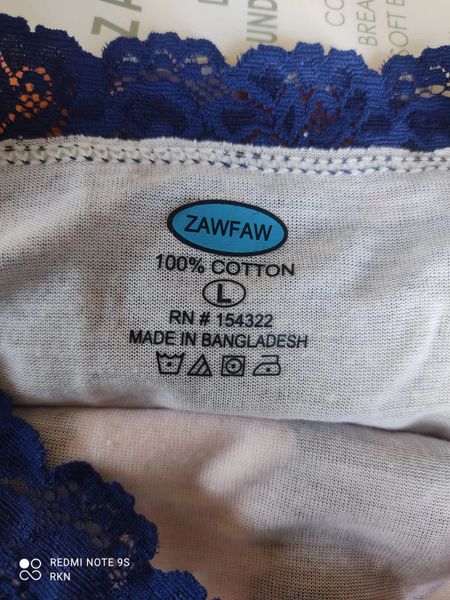 ZAWFAW
100% COTTON
L
RN # 154322
MADE IN BANGLADESH
REDMI NOTE 9S
RKN